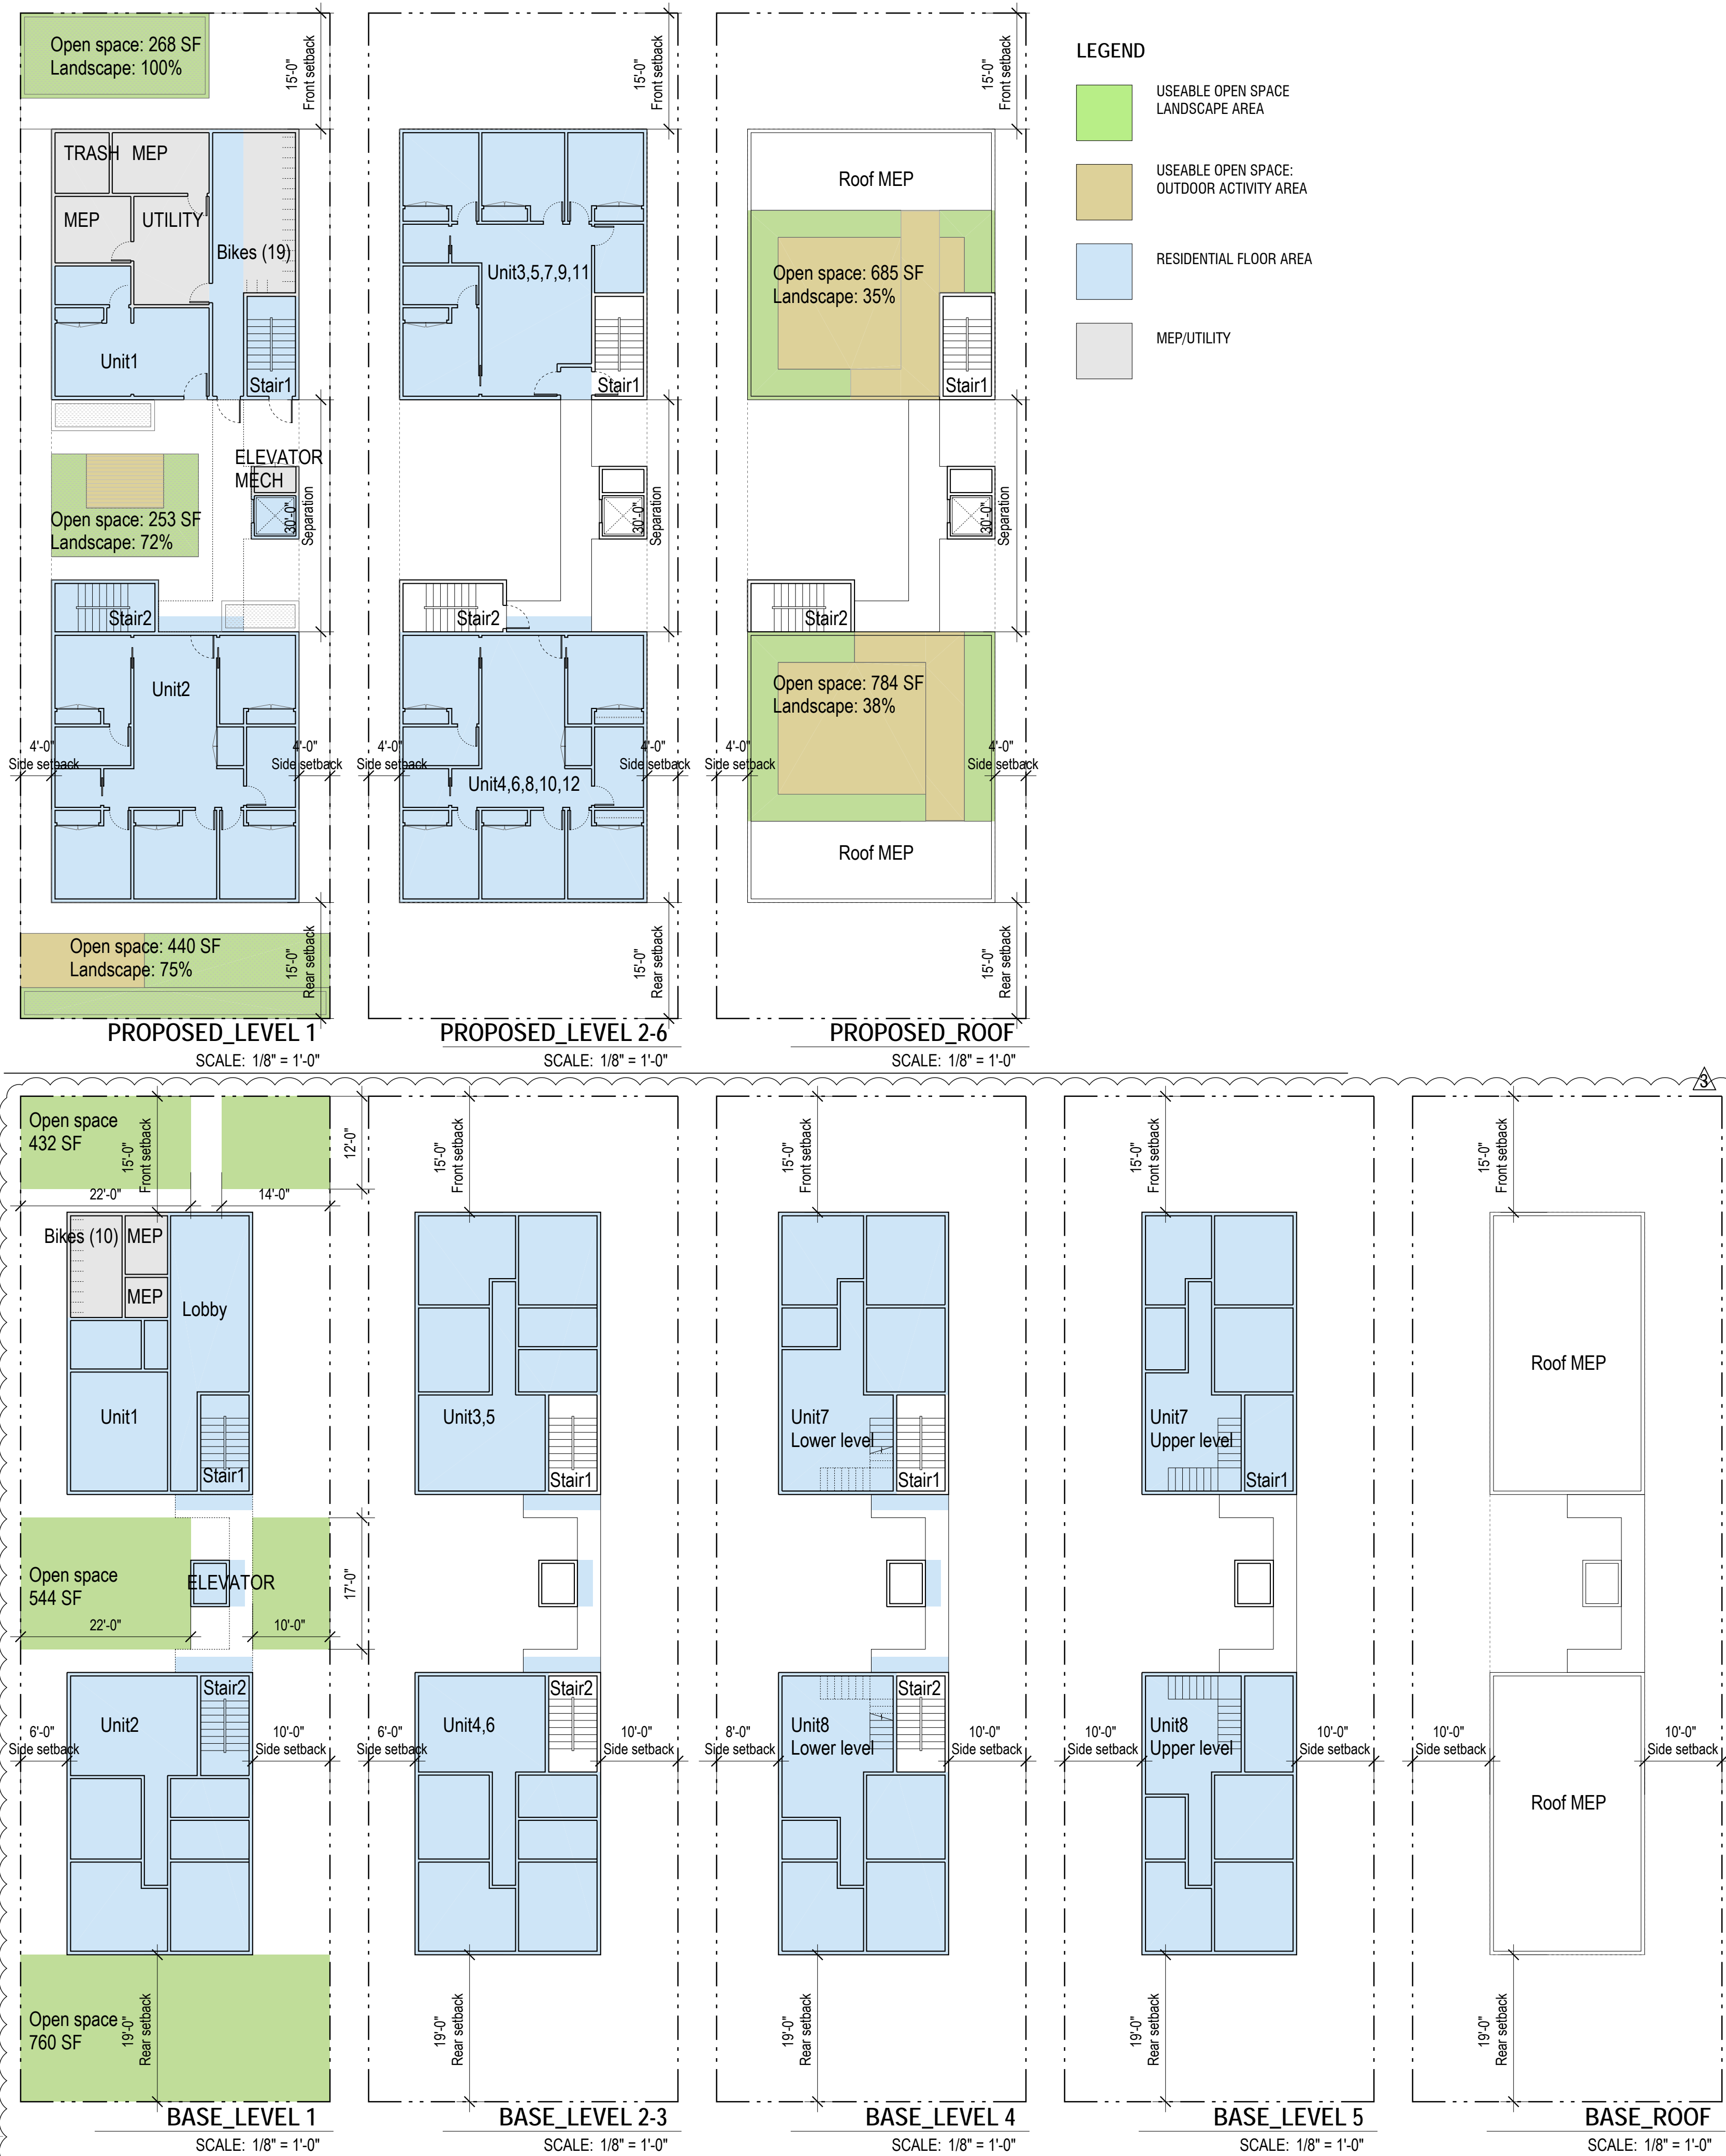 Open space: 268 SF
Landscape: 100%
15'-0"
Front setback
TRASH
MEP
MEP
UTILITY
Bikes (19)
Unit1
Stair1
ELEVATOR
MECH
30'-0"
Separation
Open space: 253 SF
Landscape: 72%
Stair2
Unit2
4'-0"
Side setback
4'-0"
Side setback
Open space: 440 SF
Landscape: 75%
15'-0"
Rear setback
PROPOSED_LEVEL 1
SCALE: 1/8" = 1'-0"
15'-0"
Front setback
Unit3,5,7,9,11
Stair1
30'-0"
Separation
Stair2
4'-0"
Side setback
4'-0"
Side setback
Unit4,6,8,10,12
15'-0"
Rear setback
PROPOSED_LEVEL 2-6
SCALE: 1/8" = 1'-0"
15'-0"
Front setback
Roof MEP
Open space: 685 SF
Landscape: 35%
Stair1
30'-0"
Separation
Stair2
Open space: 784 SF
Landscape: 38%
4'-0"
Side setback
4'-0"
Side setback
Roof MEP
15'-0"
Rear setback
PROPOSED_ROOF
SCALE: 1/8" = 1'-0"
LEGEND
USEABLE OPEN SPACE
LANDSCAPE AREA
USEABLE OPEN SPACE:
OUTDOOR ACTIVITY AREA
RESIDENTIAL FLOOR AREA
MEP/UTILITY
3
Open space
432 SF
15'-0"
Front setback
12'-0"
22'-0"
14'-0"
Bikes (10)
MEP
MEP
Lobby
Unit1
Stair1
Open space
544 SF
ELEVATOR
17'-0"
22'-0"
10'-0"
Stair2
Unit2
6'-0"
Side setback
10'-0"
Side setback
Open space
760 SF
19'-0"
Rear setback
BASE_LEVEL 1
SCALE: 1/8" = 1'-0"
15'-0"
Front setback
Unit3,5
Stair1
Stair2
Unit4,6
6'-0"
Side setback
10'-0"
Side setback
19'-0"
Rear setback
BASE_LEVEL 2-3
SCALE: 1/8" = 1'-0"
15'-0"
Front setback
Unit7
Lower level
Stair1
Stair2
Unit8
Lower level
8'-0"
Side setback
10'-0"
Side setback
19'-0"
Rear setback
BASE_LEVEL 4
SCALE: 1/8" = 1'-0"
15'-0"
Front setback
Unit7
Upper level
Stair1
Unit8
Upper level
10'-0"
Side setback
10'-0"
Side setback
19'-0"
Rear setback
BASE_LEVEL 5
SCALE: 1/8" = 1'-0"
15'-0"
Front setback
Roof MEP
10'-0"
Side setback
10'-0"
Side setback
Roof MEP
19'-0"
Rear setback
BASE_ROOF
SCALE: 1/8" = 1'-0"